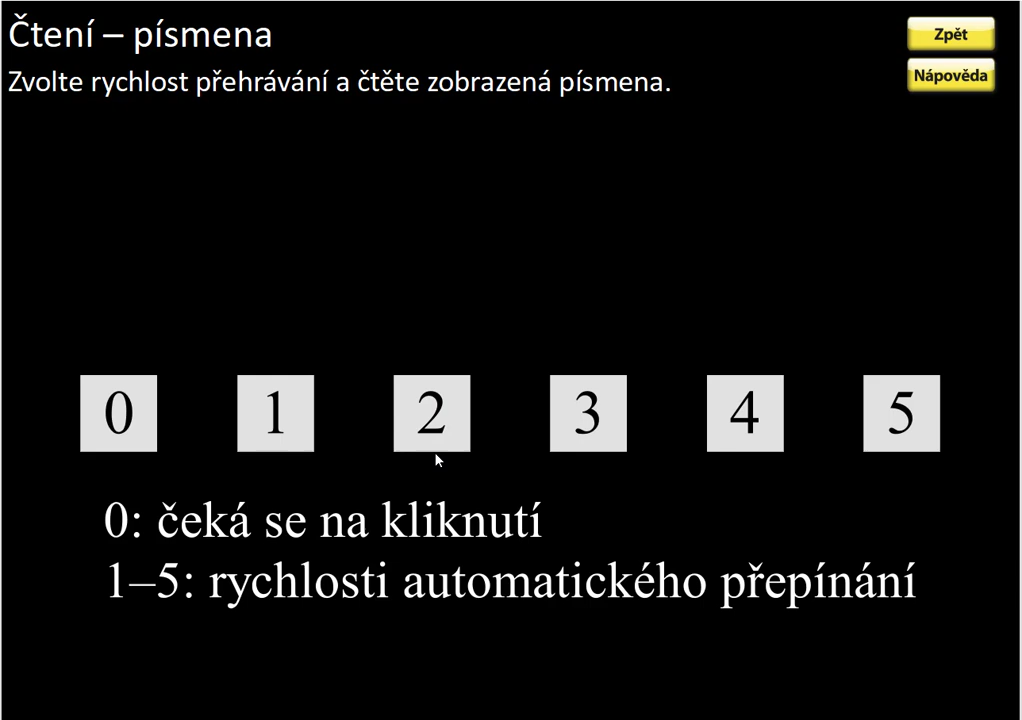 Čtení – písmena
Zpět
Zvolte rychlost přehrávání a čtěte zobrazená písmena.
Nápověda
0 1 2 3 4 5
0: čeká se na kliknutí
1–5: rychlosti automatického přepínání